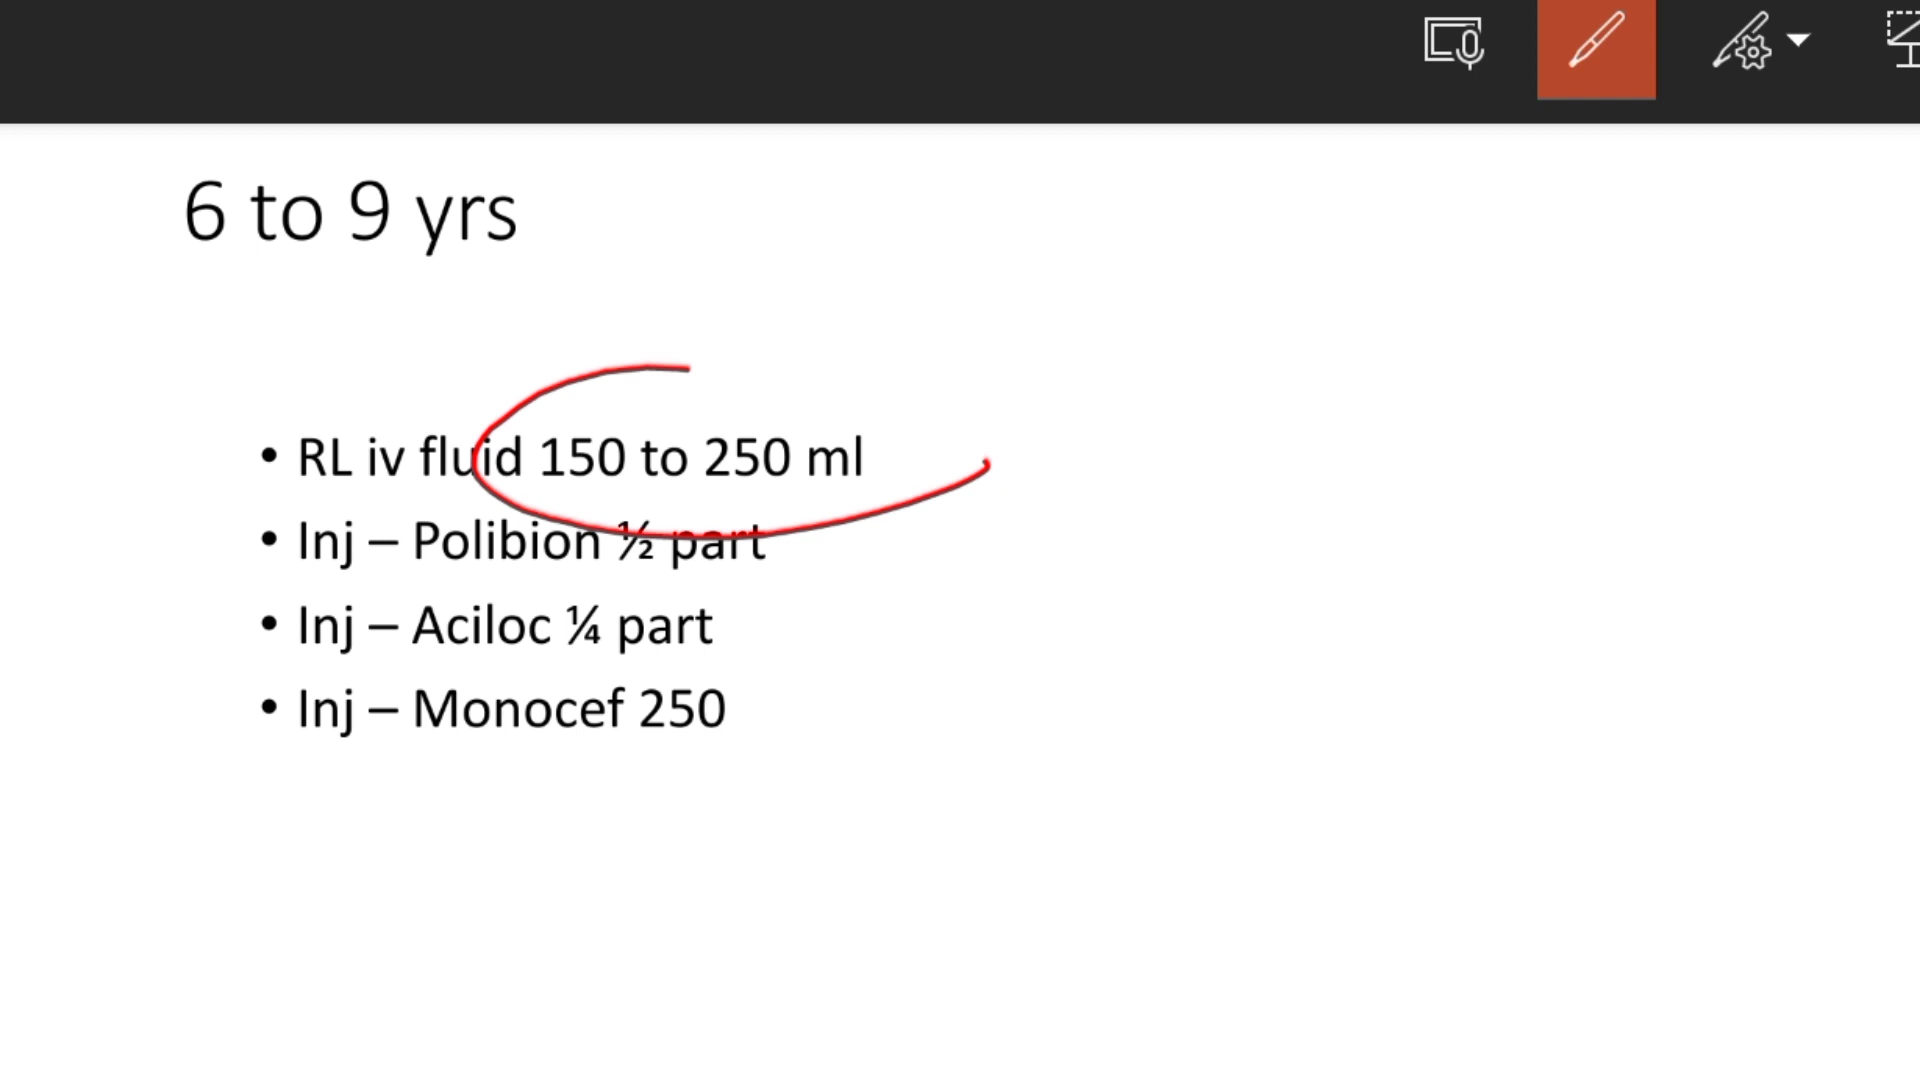 6 to 9 yrs
• RL iv fluid 150 to 250 ml
• Inj – Polibion ½ part
• Inj – Aciloc ¼ part
• Inj – Monocef 250